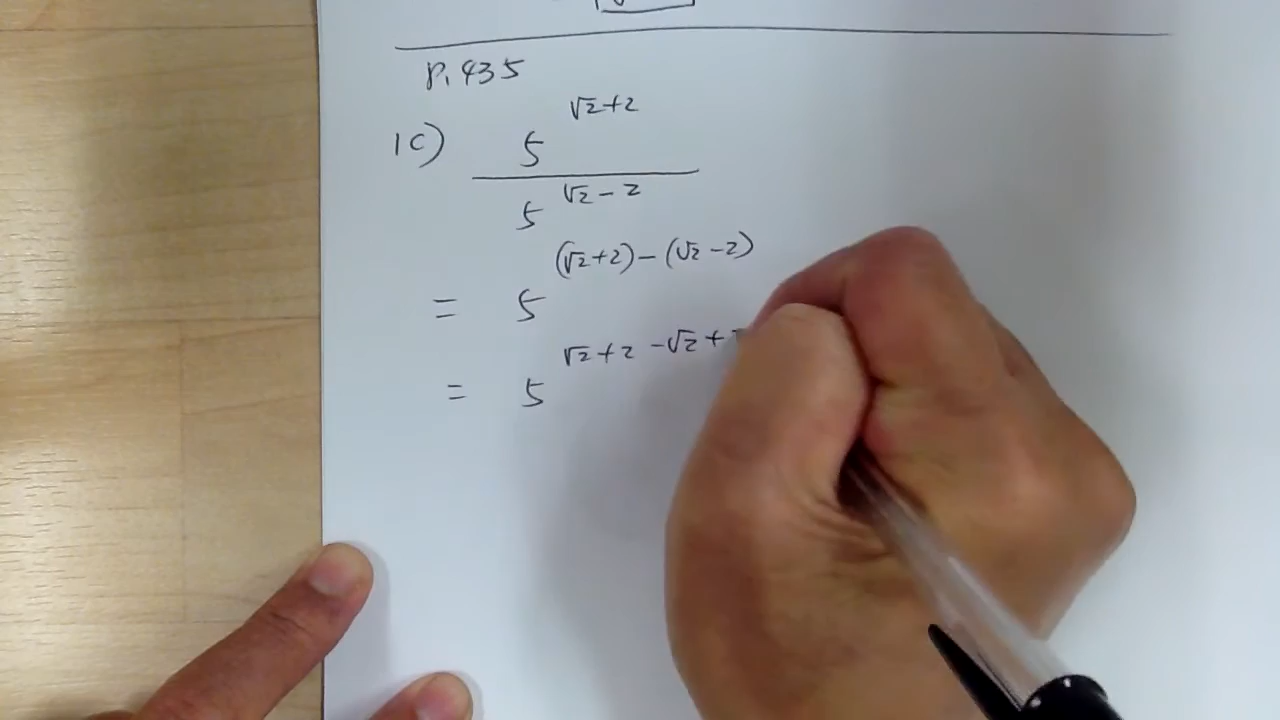 P. 435
1c) 5^(√2+2)
5^(√2-2)
= 5^((√2+2)-(√2-2))
= 5^(√2+2-√2+